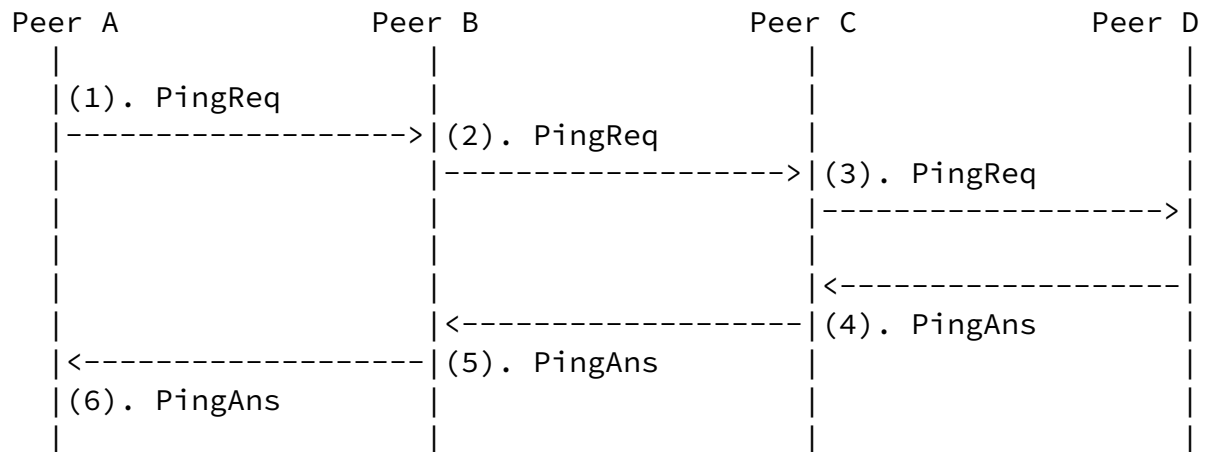 Peer A Peer B Peer C Peer D
(1). PingReq
(2). PingReq
(3). PingReq
(4). PingAns
(5). PingAns
(6). PingAns